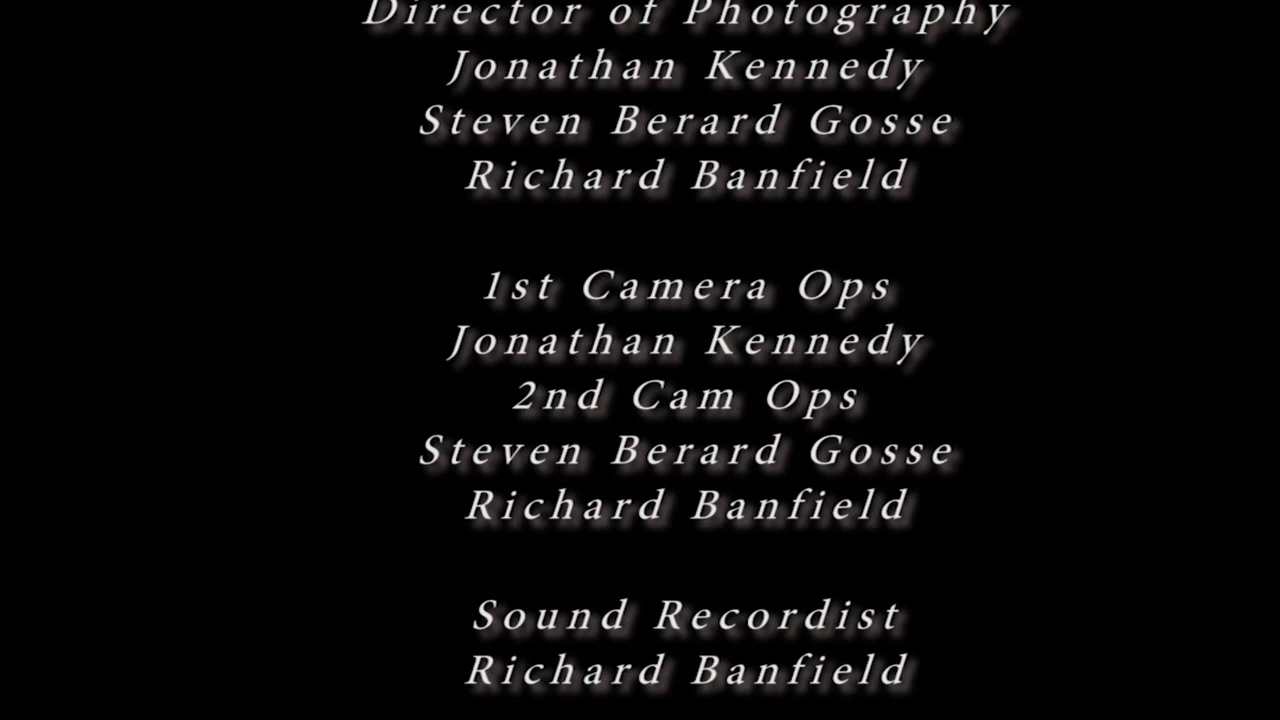 Director of Photography
Jonathan Kennedy
Steven Berard Gosse
Richard Banfield
1st Camera Ops
Jonathan Kennedy
2nd Cam Ops
Steven Berard Gosse
Richard Banfield
Sound Recordist
Richard Banfield